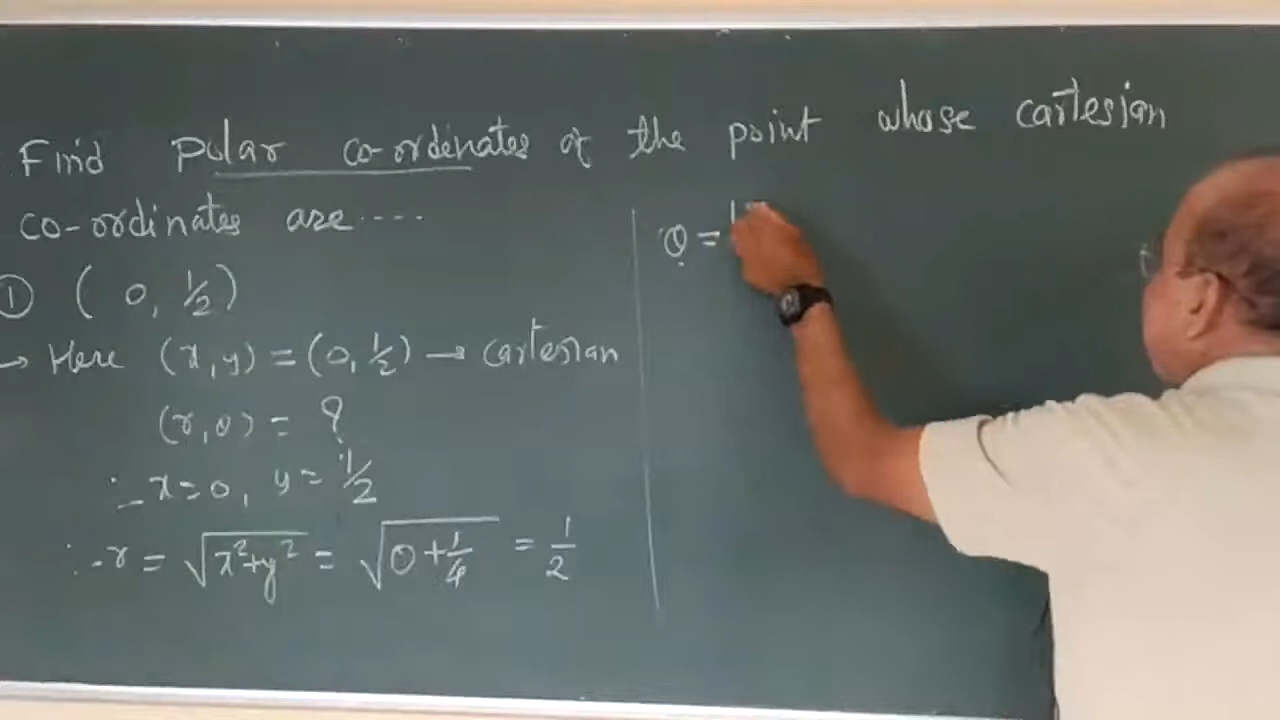 Find Polar co-ordinates of the point whose cartesian
co-ordinates are ....
① ( 0, 1/2 )
→ Here (x, y) = (0, 1/2) → cartesian
(r, θ) = ?
∴ x = 0, y = 1/2
∴ r = √x²+y² = √0+1/4 = 1/2
θ =